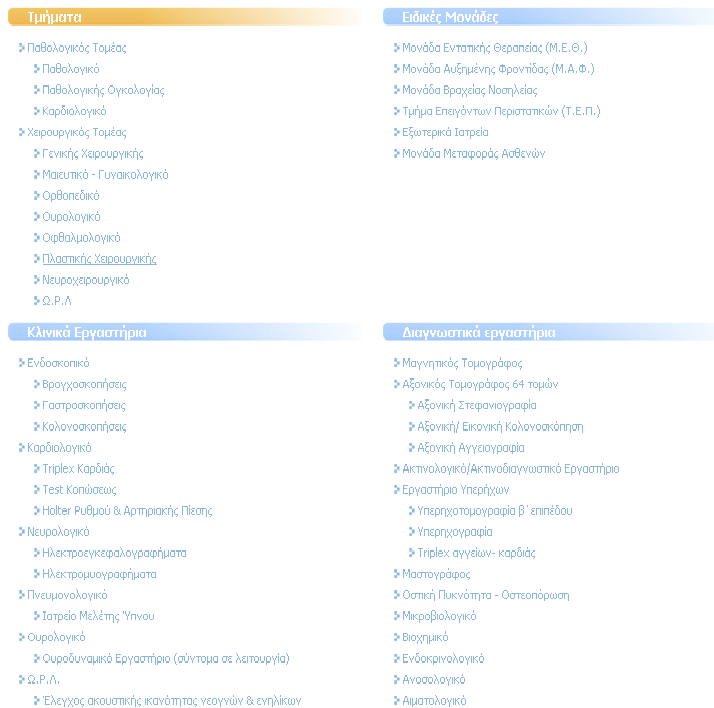 Τμήματα
Παθολογικός Τομέας
Παθολογικό
Παθολογικής Ογκολογίας
Καρδιολογικό
Χειρουργικός Τομέας
Γενικής Χειρουργικής
Μαιευτικό - Γυναικολογικό
Ορθοπεδικό
Ουρολογικό
Οφθαλμολογικό
Πλαστικής Χειρουργικής
Νευροχειρουργικό
Ω.Ρ.Λ
Ειδικές Μονάδες
Μονάδα Εντατικής Θεραπείας (Μ.Ε.Θ.)
Μονάδα Αυξημένης Φροντίδας (Μ.Α.Φ.)
Μονάδα Βραχείας Νοσηλείας
Τμήμα Επειγόντων Περιστατικών (Τ.Ε.Π.)
Εξωτερικά Ιατρεία
Μονάδα Μεταφοράς Ασθενών
Κλινικά Εργαστήρια
Ενδοσκοπικό
Βρογχοσκοπήσεις
Γαστροσκοπήσεις
Κολονοσκοπήσεις
Καρδιολογικό
Triplex Καρδιάς
Test Κοπώσεως
Holter Ρυθμού & Αρτηριακής Πίεσης
Νευρολογικό
Ηλεκτροεγκεφαλογραφήματα
Ηλεκτρομυογραφήματα
Πνευμονολογικό
Ιατρείο Μελέτης Ύπνου
Ουρολογικό
Ουροδυναμικό Εργαστήριο (σύντομα σε λειτουργία)
Ω.Ρ.Λ.
Έλεγχος ακουστικής ικανότητας νεογνών & ενηλίκων
Διαγνωστικά εργαστήρια
Μαγνητικός Τομογράφος
Αξονικός Τομογράφος 64 τομών
Αξονική Στεφανιογραφία
Αξονική/ Εικονική Κολονοσκόπηση
Αξονική Αγγειογραφία
Ακτινολογικό/Ακτινοδιαγνωστικό Εργαστήριο
Εργαστήριο Υπερήχων
Υπερηχοτομογραφία β΄επιπέδου
Υπερηχογραφία
Triplex αγγείων- καρδιάς
Μαστογράφος
Οστική Πυκνότητα - Οστεοπόρωση
Μικροβιολογικό
Βιοχημικό
Ενδοκρινολογικό
Ανοσολογικό
Αιματολογικό